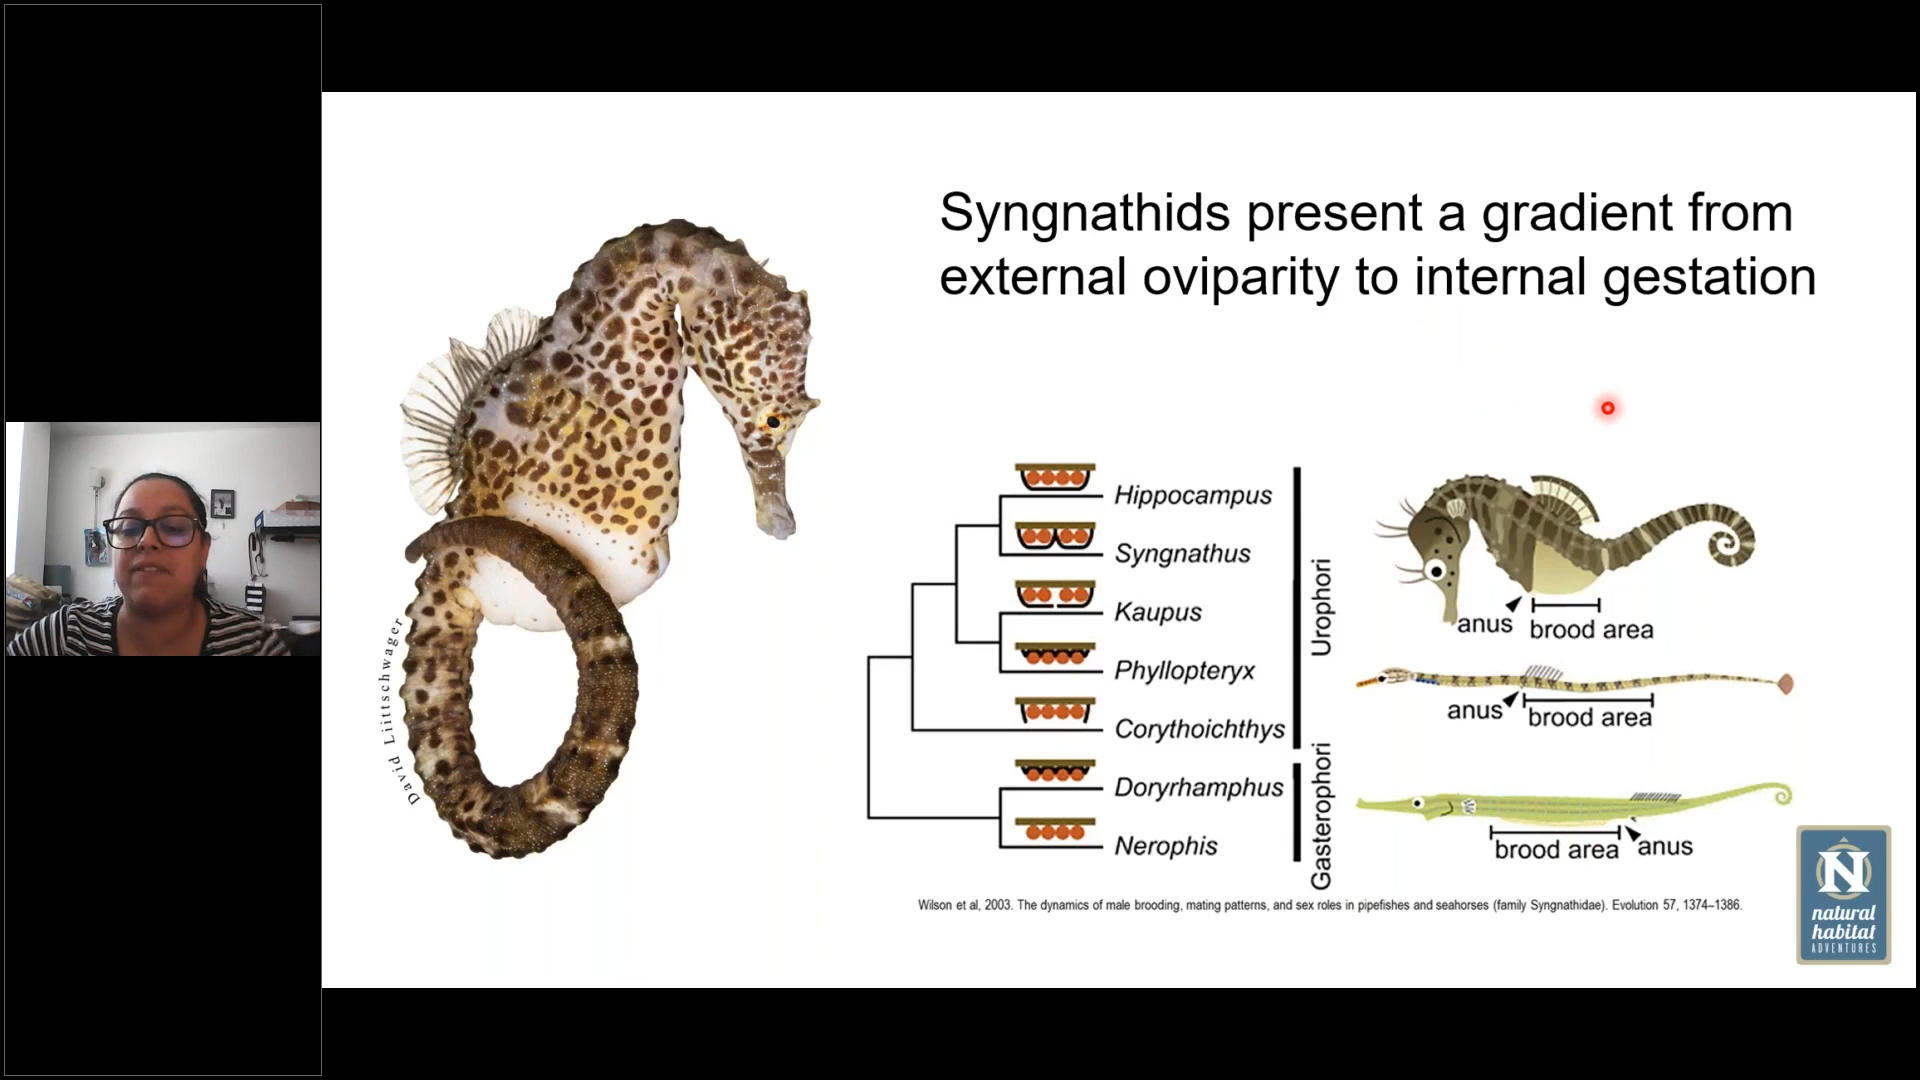 Syngnathids present a gradient from
external oviparity to internal gestation
David Littschwager
Hippocampus
Syngnathus
Kaupus
Phyllopteryx
Corythoichthys
Doryrhamphus
Nerophis
Urophori
Gasterophori
anus
brood area
anus
brood area
brood area
anus
Wilson et al, 2003. The dynamics of male brooding, mating patterns, and sex roles in pipefishes and seahorses (family Syngnathidae). Evolution 57, 1374–1386.
N
natural
habitat
ADVENTURES